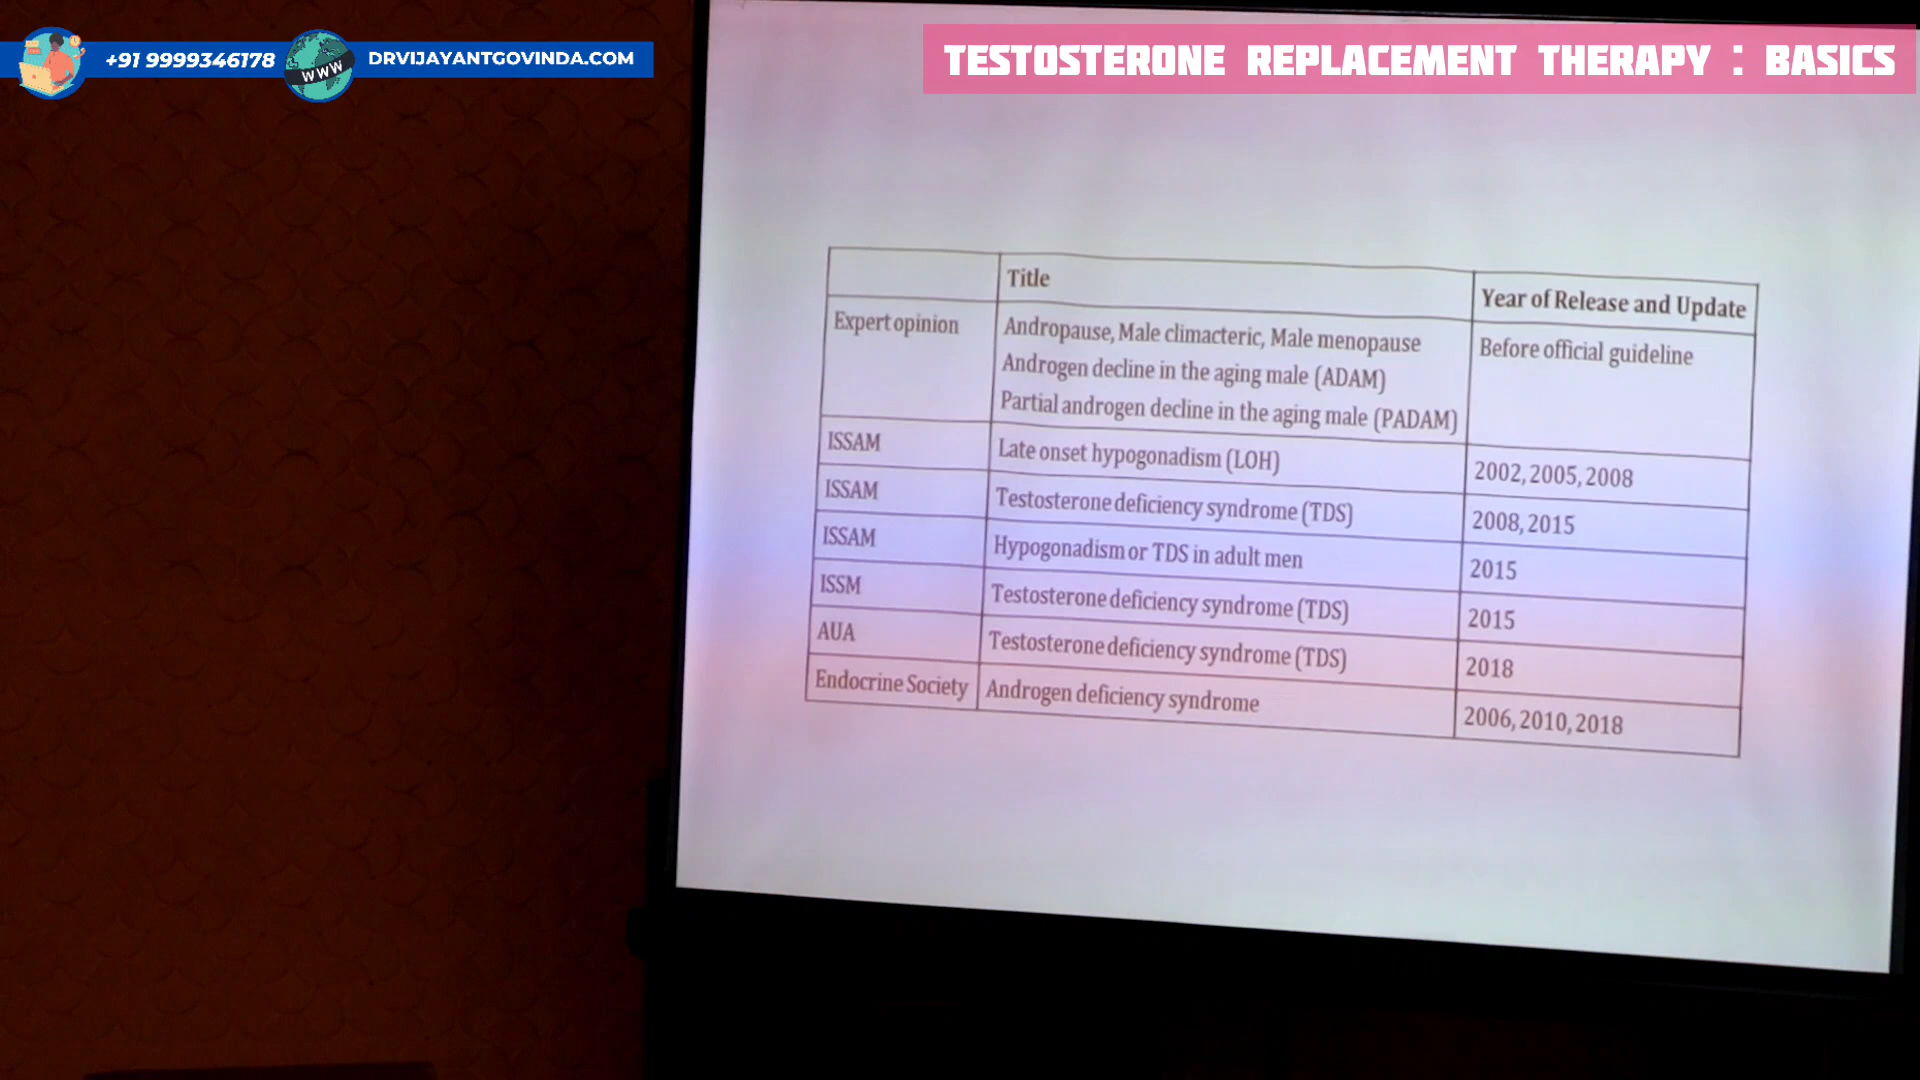 +91 9999346178
WWW
DRVIJAYANTGOVINDA.COM
TESTOSTERONE REPLACEMENT THERAPY : BASICS
Title
Year of Release and Update
Expert opinion
Andropause, Male climacteric, Male menopause
Androgen decline in the aging male (ADAM)
Partial androgen decline in the aging male (PADAM)
Before official guideline
ISSAM
Late onset hypogonadism (LOH)
2002, 2005, 2008
ISSAM
Testosterone deficiency syndrome (TDS)
2008, 2015
ISSAM
Hypogonadism or TDS in adult men
2015
ISSM
Testosterone deficiency syndrome (TDS)
2015
AUA
Testosterone deficiency syndrome (TDS)
2018
Endocrine Society
Androgen deficiency syndrome
2006, 2010, 2018